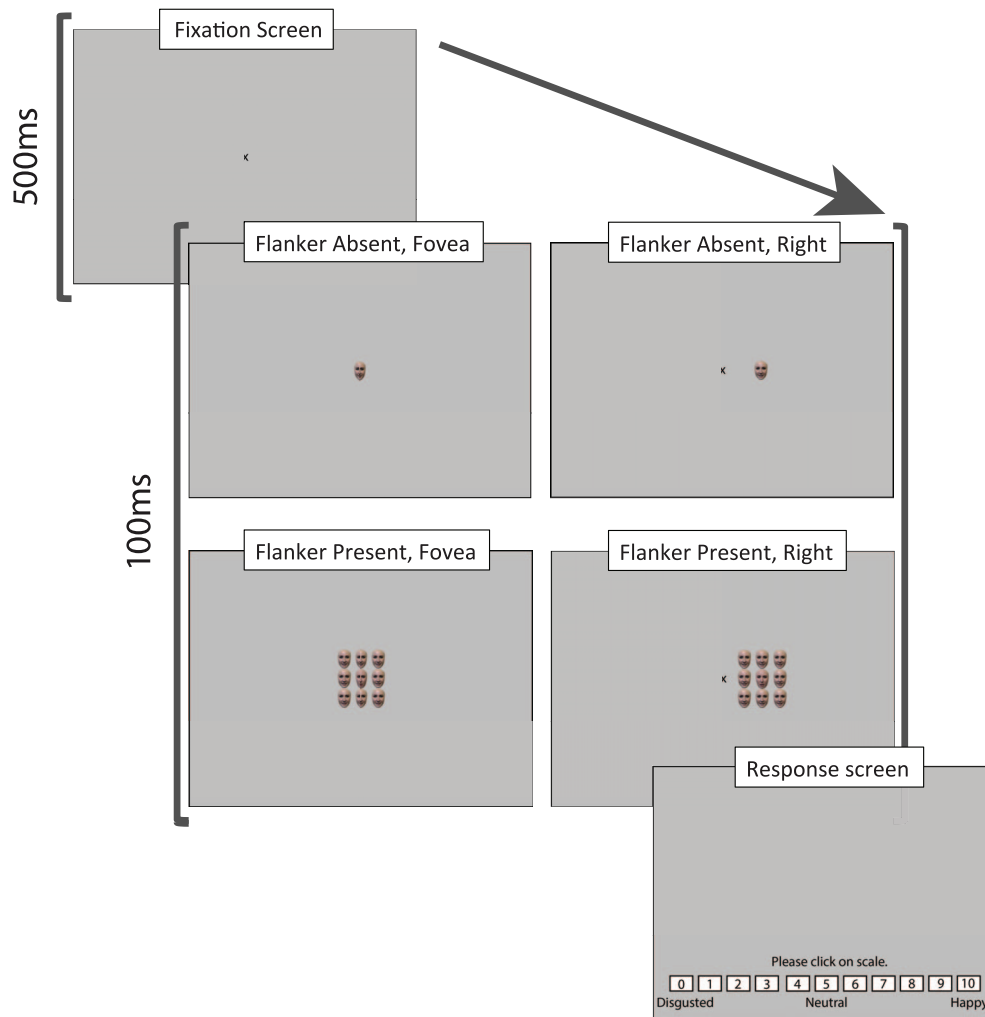 Fixation Screen
500ms
x
Flanker Absent, Fovea
Flanker Absent, Right
x
100ms
Flanker Present, Fovea
Flanker Present, Right
x
Response screen
Please click on scale.
0 1 2 3 4 5 6 7 8 9 10
Disgusted Neutral Happy